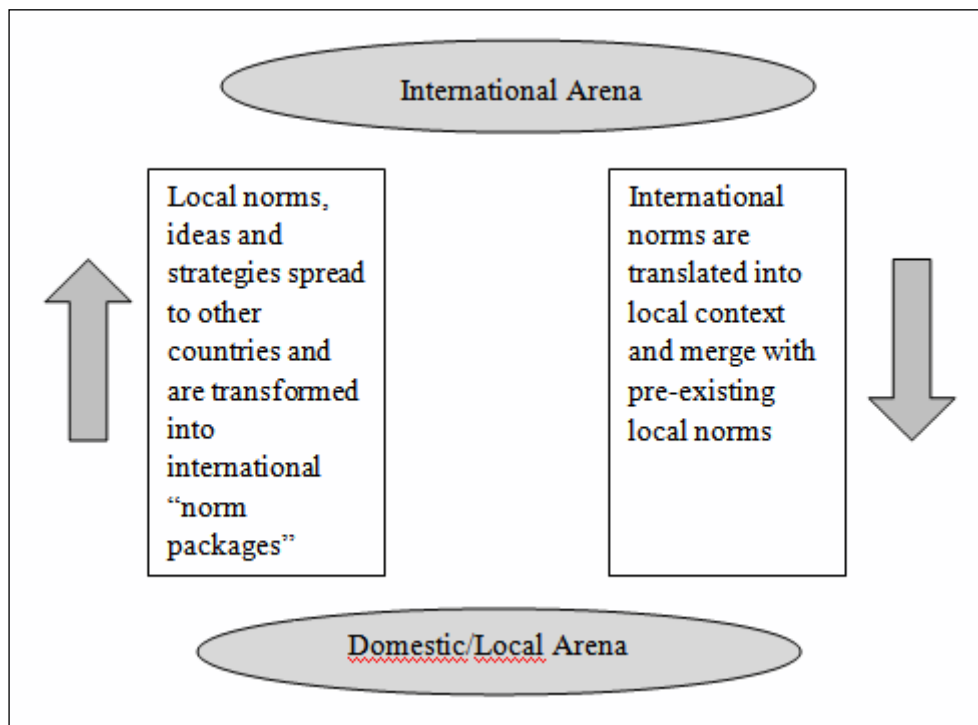 International Arena
Local norms,
ideas and
strategies spread
to other
countries and
are transformed
into
international
“norm
packages”
International
norms are
translated into
local context
and merge with
pre-existing
local norms
Domestic/Local Arena